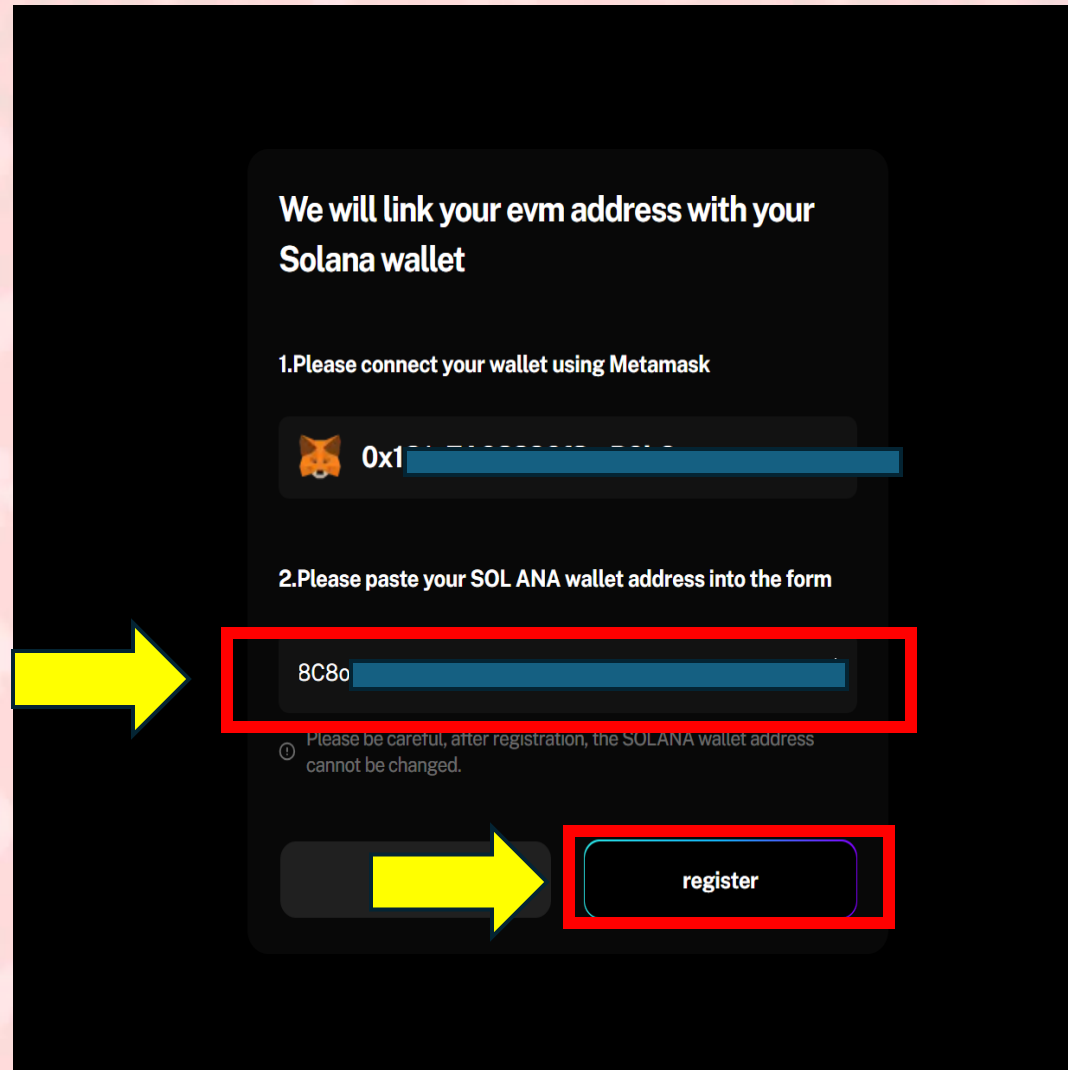 We will link your evm address with your
Solana wallet
1.Please connect your wallet using Metamask
0x1
2.Please paste your SOL ANA wallet address into the form
8C8o
Please be careful, after registration, the SOLANA wallet address
cannot be changed.
register